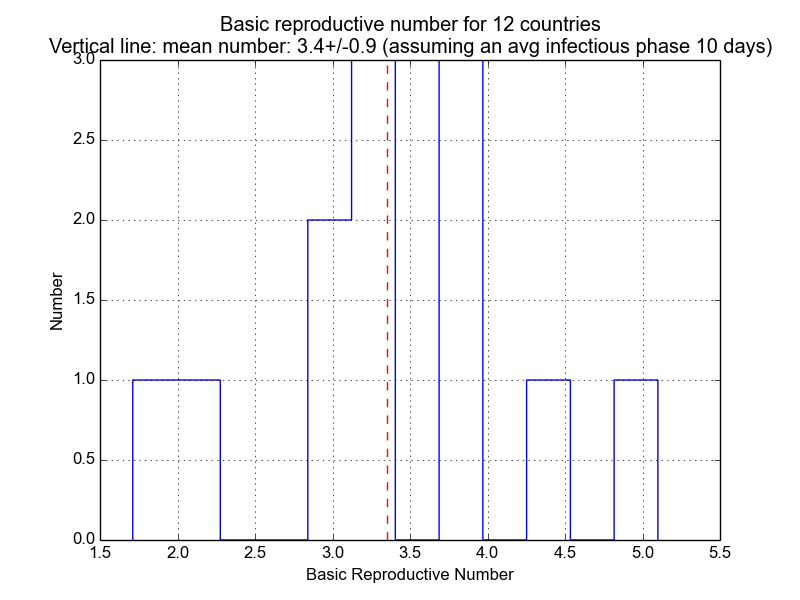 Basic reproductive number for 12 countries
Vertical line: mean number: 3.4+/-0.9 (assuming an avg infectious phase 10 days)
3.0
2.5
2.0
1.5
1.0
0.5
0.0
Number
1.5 2.0 2.5 3.0 3.5 4.0 4.5 5.0 5.5
Basic Reproductive Number